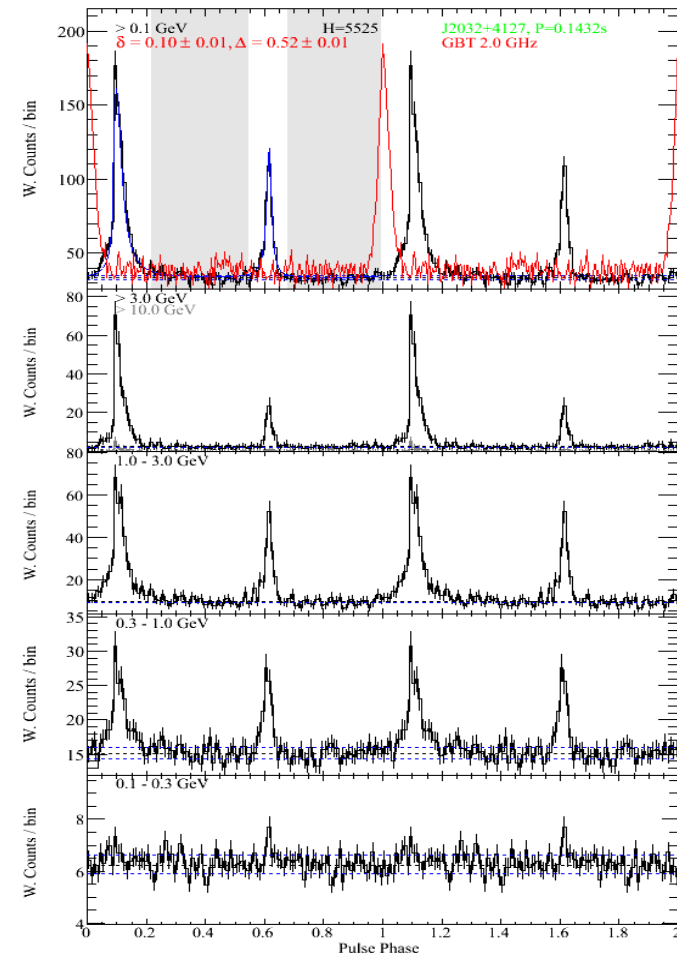 > 0.1 GeV H=5525 J2032+4127, P=0.1432s
δ = 0.10 ± 0.01, Δ = 0.52 ± 0.01 GBT 2.0 GHz
200
150
100
50
W. Counts / bin
> 3.0 GeV
> 10.0 GeV
80
60
40
20
W. Counts / bin
1.0 - 3.0 GeV
80
60
40
20
W. Counts / bin
0.3 - 1.0 GeV
35
30
25
20
15
W. Counts / bin
0.1 - 0.3 GeV
8
6
4
W. Counts / bin
0 0.2 0.4 0.6 0.8 1 1.2 1.4 1.6 1.8 2
Pulse Phase